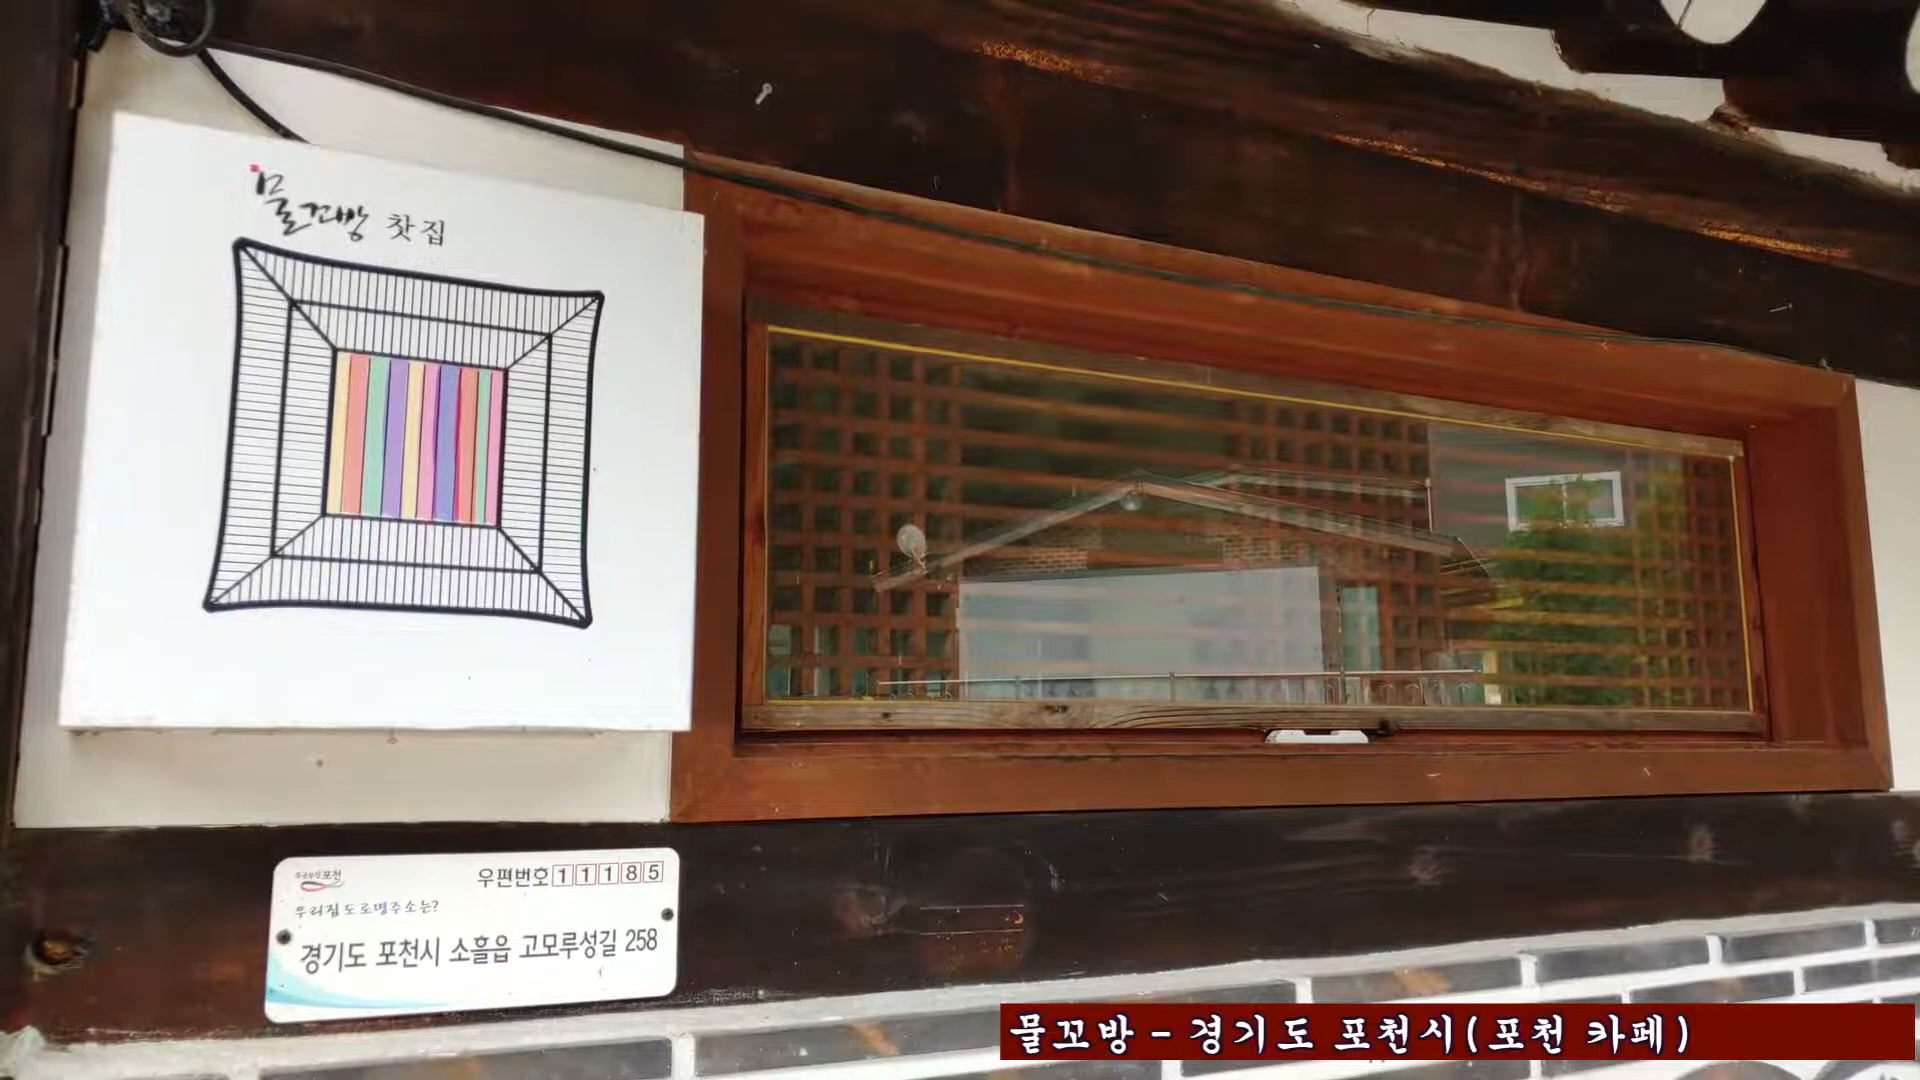 물꼬방 찻집
우편번호 11185
우리집 도로명주소는?
경기도 포천시 소흘읍 고모루성길 258
물꼬방 - 경기도 포천시(포천 카페)